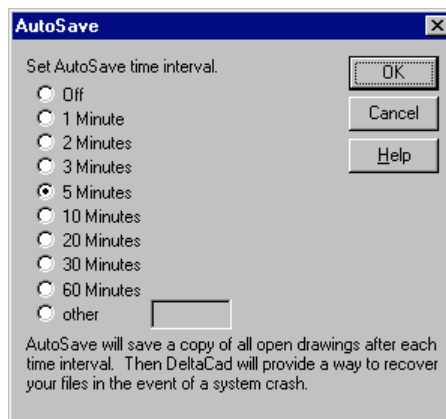 AutoSave
Set AutoSave time interval.
OK
Off
1 Minute
Cancel
2 Minutes
3 Minutes
Help
5 Minutes
10 Minutes
20 Minutes
30 Minutes
60 Minutes
other
AutoSave will save a copy of all open drawings after each
time interval. Then DeltaCad will provide a way to recover
your files in the event of a system crash.